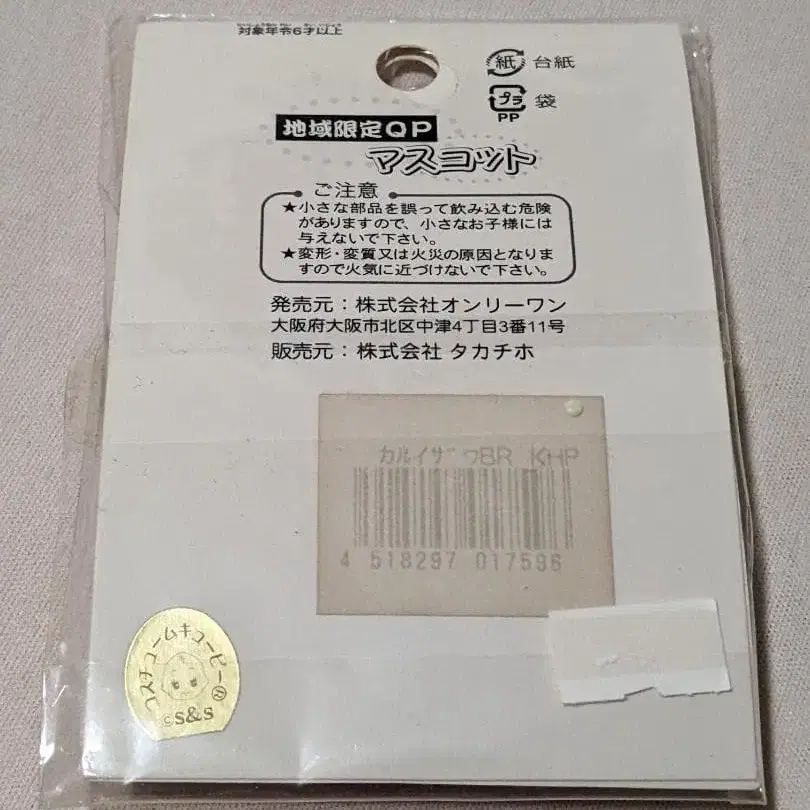 対象年令6才以上
紙 台紙
プラ 袋
PP
地域限定QP
マスコット
ご注意
★小さな部品を誤って飲み込む危険
がありますので、小さなお子様には
与えないで下さい。
★変形・変質又は火災の原因となりま
すので火気に近づけないで下さい。
発売元：株式会社オンリーワン
大阪府大阪市北区中津4丁目3番11号
販売元：株式会社 タカチホ
カルイザワBR KHP
4 518297 017596
コスチュームキューピー®
©S&S